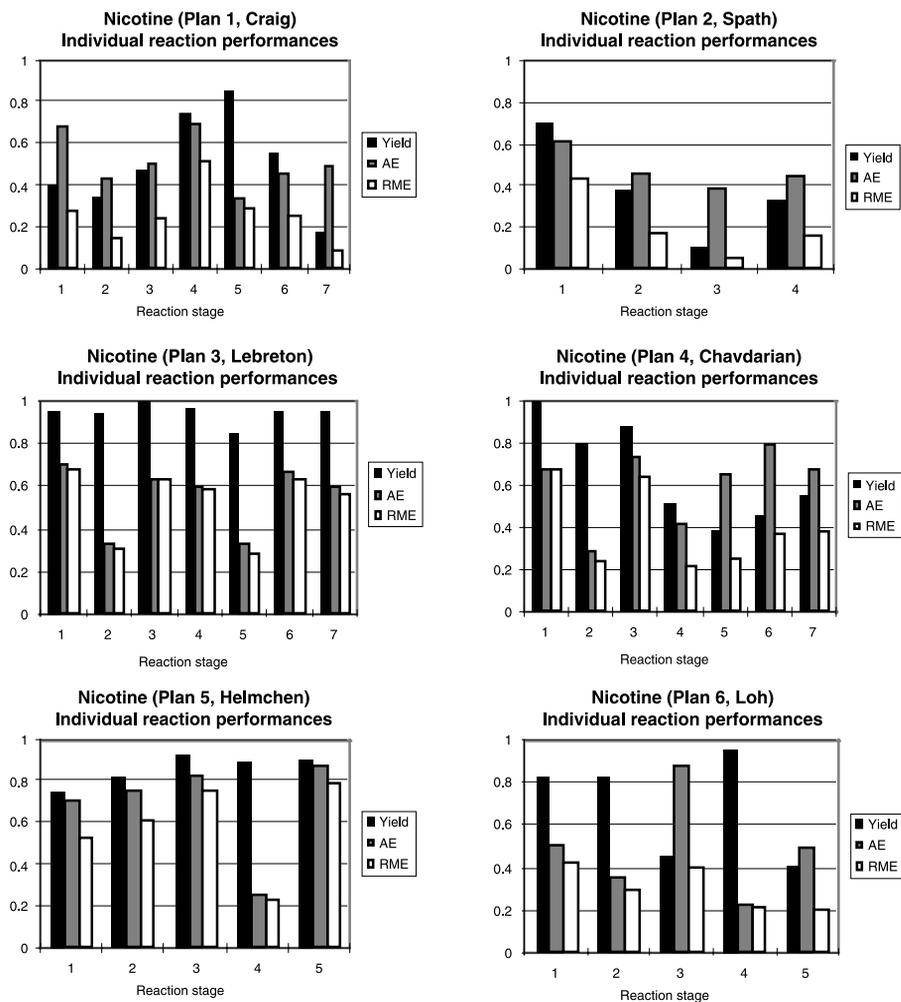 Nicotine (Plan 1, Craig)
Individual reaction performances
1
0.8
0.6
0.4
0.2
0
1 2 3 4 5 6 7
Reaction stage
Yield
AE
RME
Nicotine (Plan 2, Spath)
Individual reaction performances
1
0.8
0.6
0.4
0.2
0
1 2 3 4
Reaction stage
Yield
AE
RME
Nicotine (Plan 3, Lebreton)
Individual reaction performances
1
0.8
0.6
0.4
0.2
0
1 2 3 4 5 6 7
Reaction stage
Yield
AE
RME
Nicotine (Plan 4, Chavdarian)
Individual reaction performances
1
0.8
0.6
0.4
0.2
0
1 2 3 4 5 6 7
Reaction stage
Yield
AE
RME
Nicotine (Plan 5, Helmchen)
Individual reaction performances
1
0.8
0.6
0.4
0.2
0
1 2 3 4 5
Reaction stage
Yield
AE
RME
Nicotine (Plan 6, Loh)
Individual reaction performances
1
0.8
0.6
0.4
0.2
0
1 2 3 4 5
Reaction stage
Yield
AE
RME